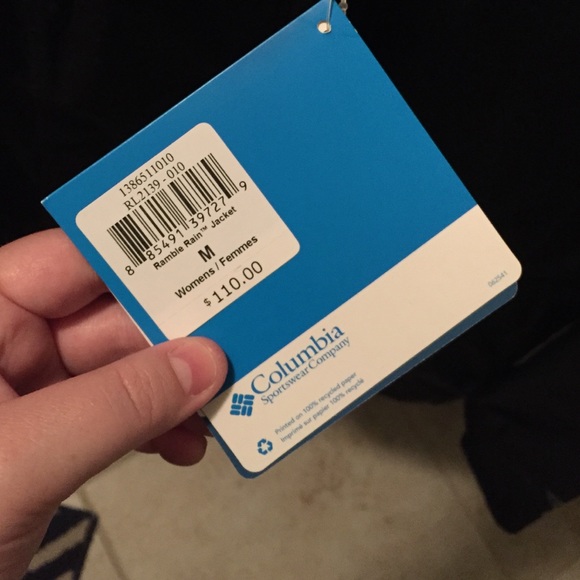 1386511010
RL2139 - 010
8 85491 39727 9
Ramble Rain™ Jacket
M
Womens / Femmes
$110.00
Columbia
Sportswear Company
Printed on 100% recycled paper
Imprimé sur papier 100% recyclé
062541